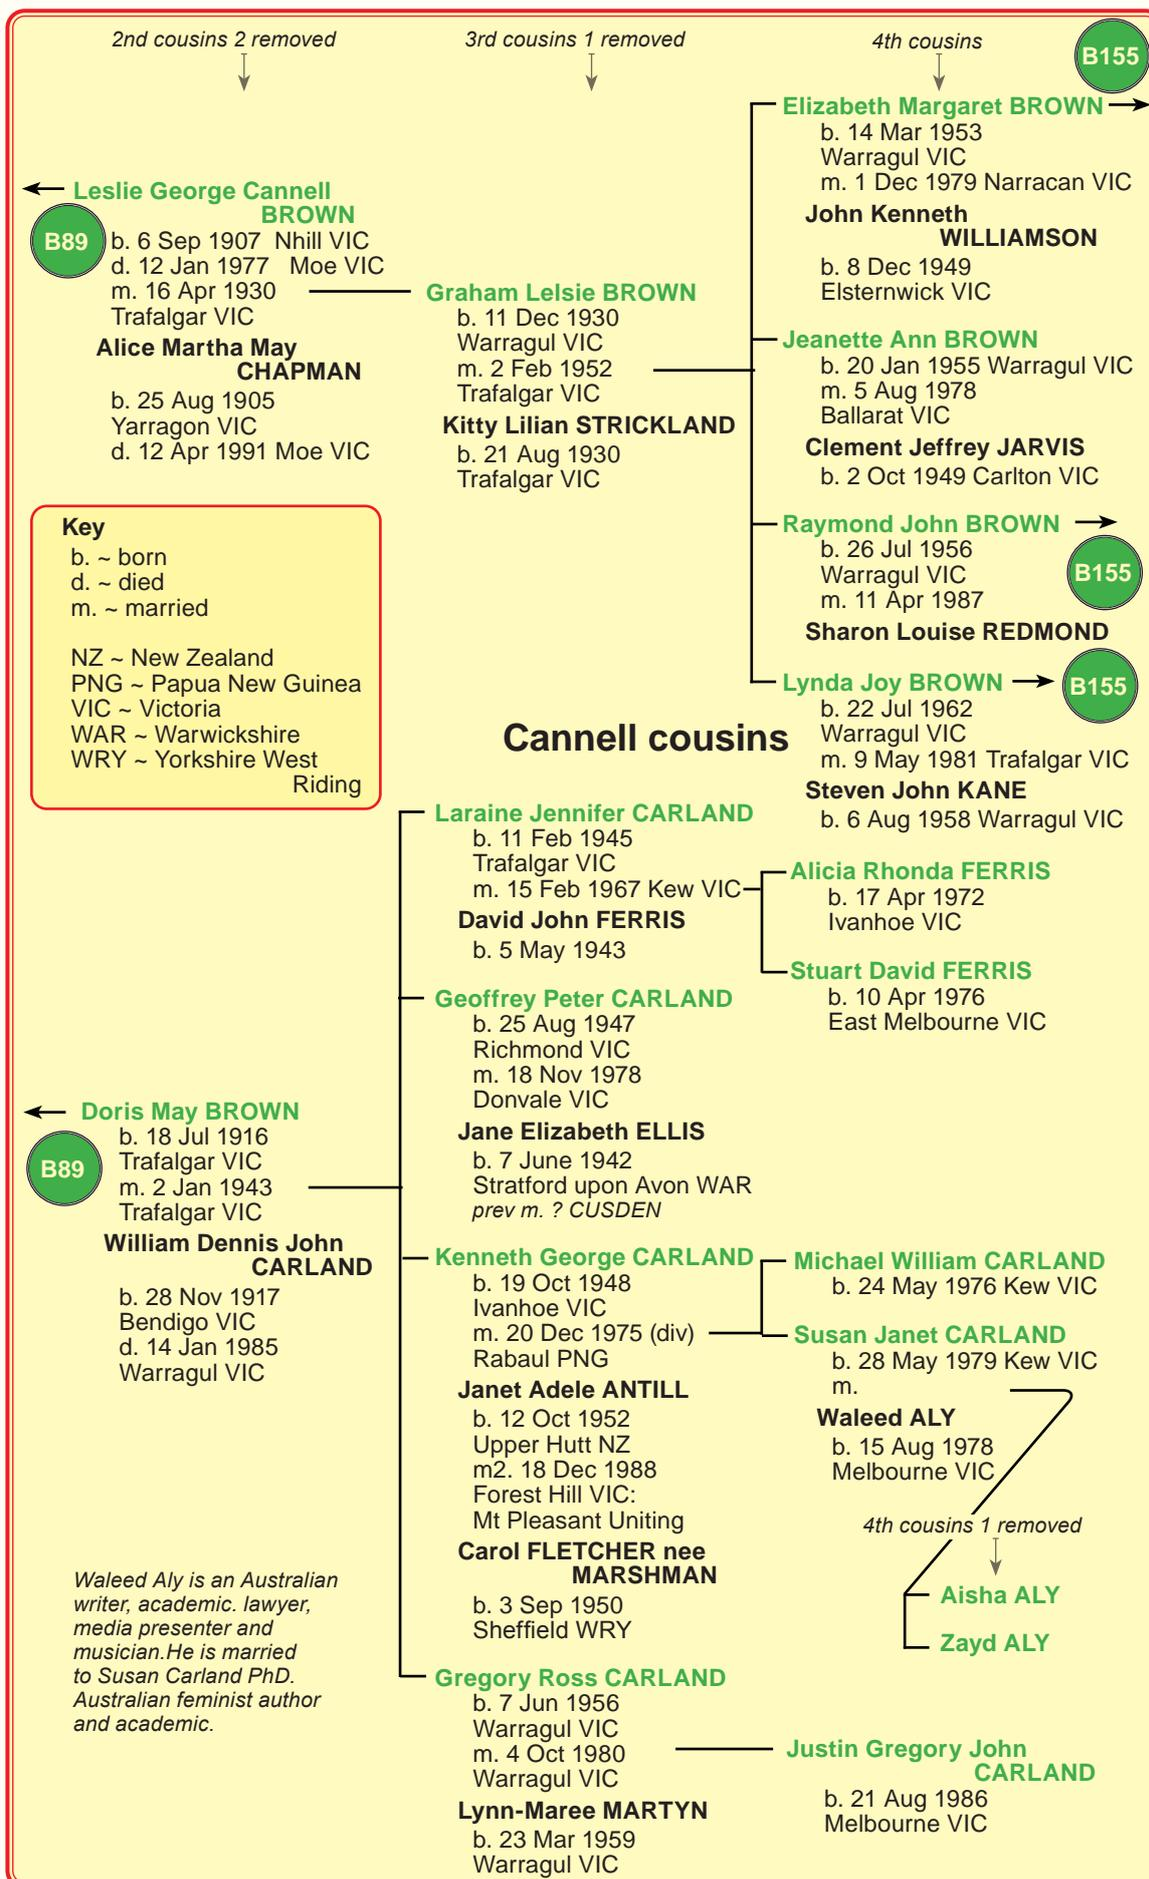 2nd cousins 2 removed
3rd cousins 1 removed
4th cousins
B155
Leslie George Cannell
BROWN
B89
b. 6 Sep 1907 Nhill VIC
d. 12 Jan 1977 Moe VIC
m. 16 Apr 1930
Trafalgar VIC
Alice Martha May
CHAPMAN
b. 25 Aug 1905
Yarragon VIC
d. 12 Apr 1991 Moe VIC
Graham Lelsie BROWN
b. 11 Dec 1930
Warragul VIC
m. 2 Feb 1952
Trafalgar VIC
Kitty Lilian STRICKLAND
b. 21 Aug 1930
Trafalgar VIC
Elizabeth Margaret BROWN
b. 14 Mar 1953
Warragul VIC
m. 1 Dec 1979 Narracan VIC
John Kenneth
WILLIAMSON
b. 8 Dec 1949
Elsternwick VIC
Jeanette Ann BROWN
b. 20 Jan 1955 Warragul VIC
m. 5 Aug 1978
Ballarat VIC
Clement Jeffrey JARVIS
b. 2 Oct 1949 Carlton VIC
Raymond John BROWN
b. 26 Jul 1956
Warragul VIC
m. 11 Apr 1987
B155
Sharon Louise REDMOND
Lynda Joy BROWN
B155
b. 22 Jul 1962
Warragul VIC
m. 9 May 1981 Trafalgar VIC
Steven John KANE
b. 6 Aug 1958 Warragul VIC
Key
b. ~ born
d. ~ died
m. ~ married
NZ ~ New Zealand
PNG ~ Papua New Guinea
VIC ~ Victoria
WAR ~ Warwickshire
WRY ~ Yorkshire West
Riding
Cannell cousins
Doris May BROWN
B89
b. 18 Jul 1916
Trafalgar VIC
m. 2 Jan 1943
Trafalgar VIC
William Dennis John
CARLAND
b. 28 Nov 1917
Bendigo VIC
d. 14 Jan 1985
Warragul VIC
Laraine Jennifer CARLAND
b. 11 Feb 1945
Trafalgar VIC
m. 15 Feb 1967 Kew VIC
David John FERRIS
b. 5 May 1943
Alicia Rhonda FERRIS
b. 17 Apr 1972
Ivanhoe VIC
Stuart David FERRIS
b. 10 Apr 1976
East Melbourne VIC
Geoffrey Peter CARLAND
b. 25 Aug 1947
Richmond VIC
m. 18 Nov 1978
Donvale VIC
Jane Elizabeth ELLIS
b. 7 June 1942
Stratford upon Avon WAR
prev m. ? CUSDEN
Kenneth George CARLAND
b. 19 Oct 1948
Ivanhoe VIC
m. 20 Dec 1975 (div)
Rabaul PNG
Janet Adele ANTILL
b. 12 Oct 1952
Upper Hutt NZ
m2. 18 Dec 1988
Forest Hill VIC:
Mt Pleasant Uniting
Carol FLETCHER nee
MARSHMAN
b. 3 Sep 1950
Sheffield WRY
Michael William CARLAND
b. 24 May 1976 Kew VIC
Susan Janet CARLAND
b. 28 May 1979 Kew VIC
m.
Waleed ALY
b. 15 Aug 1978
Melbourne VIC
4th cousins 1 removed
Aisha ALY
Zayd ALY
Waleed Aly is an Australian
writer, academic. lawyer,
media presenter and
musician.He is married
to Susan Carland PhD.
Australian feminist author
and academic.
Gregory Ross CARLAND
b. 7 Jun 1956
Warragul VIC
m. 4 Oct 1980
Warragul VIC
Lynn-Maree MARTYN
b. 23 Mar 1959
Warragul VIC
Justin Gregory John
CARLAND
b. 21 Aug 1986
Melbourne VIC